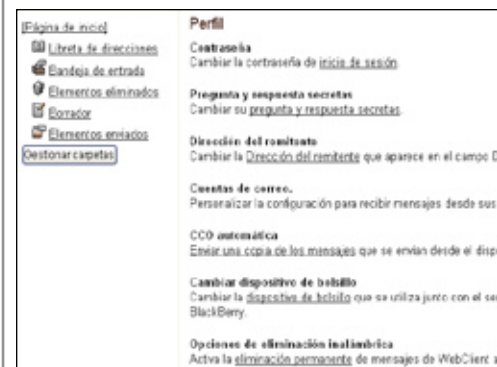 [Página de inicio]
Libreta de direcciones
Bandeja de entrada
Elementos eliminados
Borrador
Elementos enviados
Gestionar carpetas
Perfil
Contraseña
Cambiar la contraseña de inicio de sesión.
Pregunta y respuesta secretas
Cambiar su pregunta y respuesta secretas.
Dirección del remitente
Cambiar la Dirección del remitente que aparece en el campo D
Cuentas de correo.
Personalizar la configuración para recibir mensajes desde sus
CCO automática
Enviar una copia de los mensajes que se envían desde el disp
Cambiar dispositivo de bolsillo
Cambiar la dispositivo de bolsillo que se utiliza junto con el se
BlackBerry.
Opciones de eliminación inalámbrica
Activa la eliminación permanente de mensajes de WebClient a